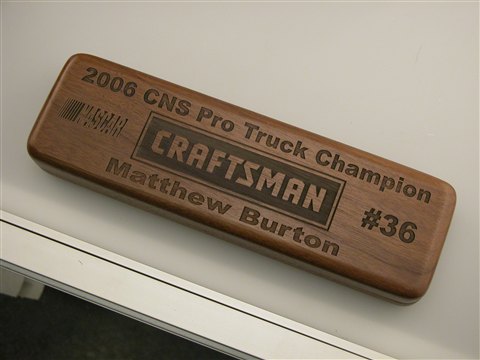 2006 CNS Pro Truck Champion
NASCAR
CRAFTSMAN
Matthew Burton
#36